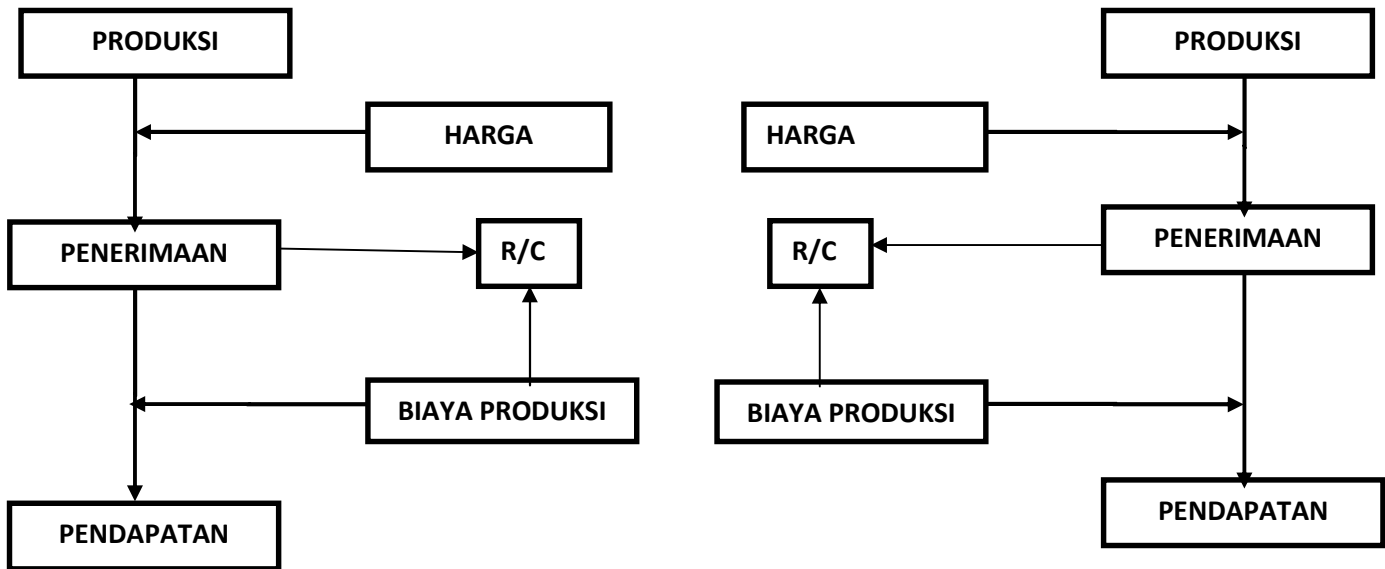 PRODUKSI
HARGA
PENERIMAAN
R/C
BIAYA PRODUKSI
PENDAPATAN
PRODUKSI
HARGA
R/C
PENERIMAAN
BIAYA PRODUKSI
PENDAPATAN